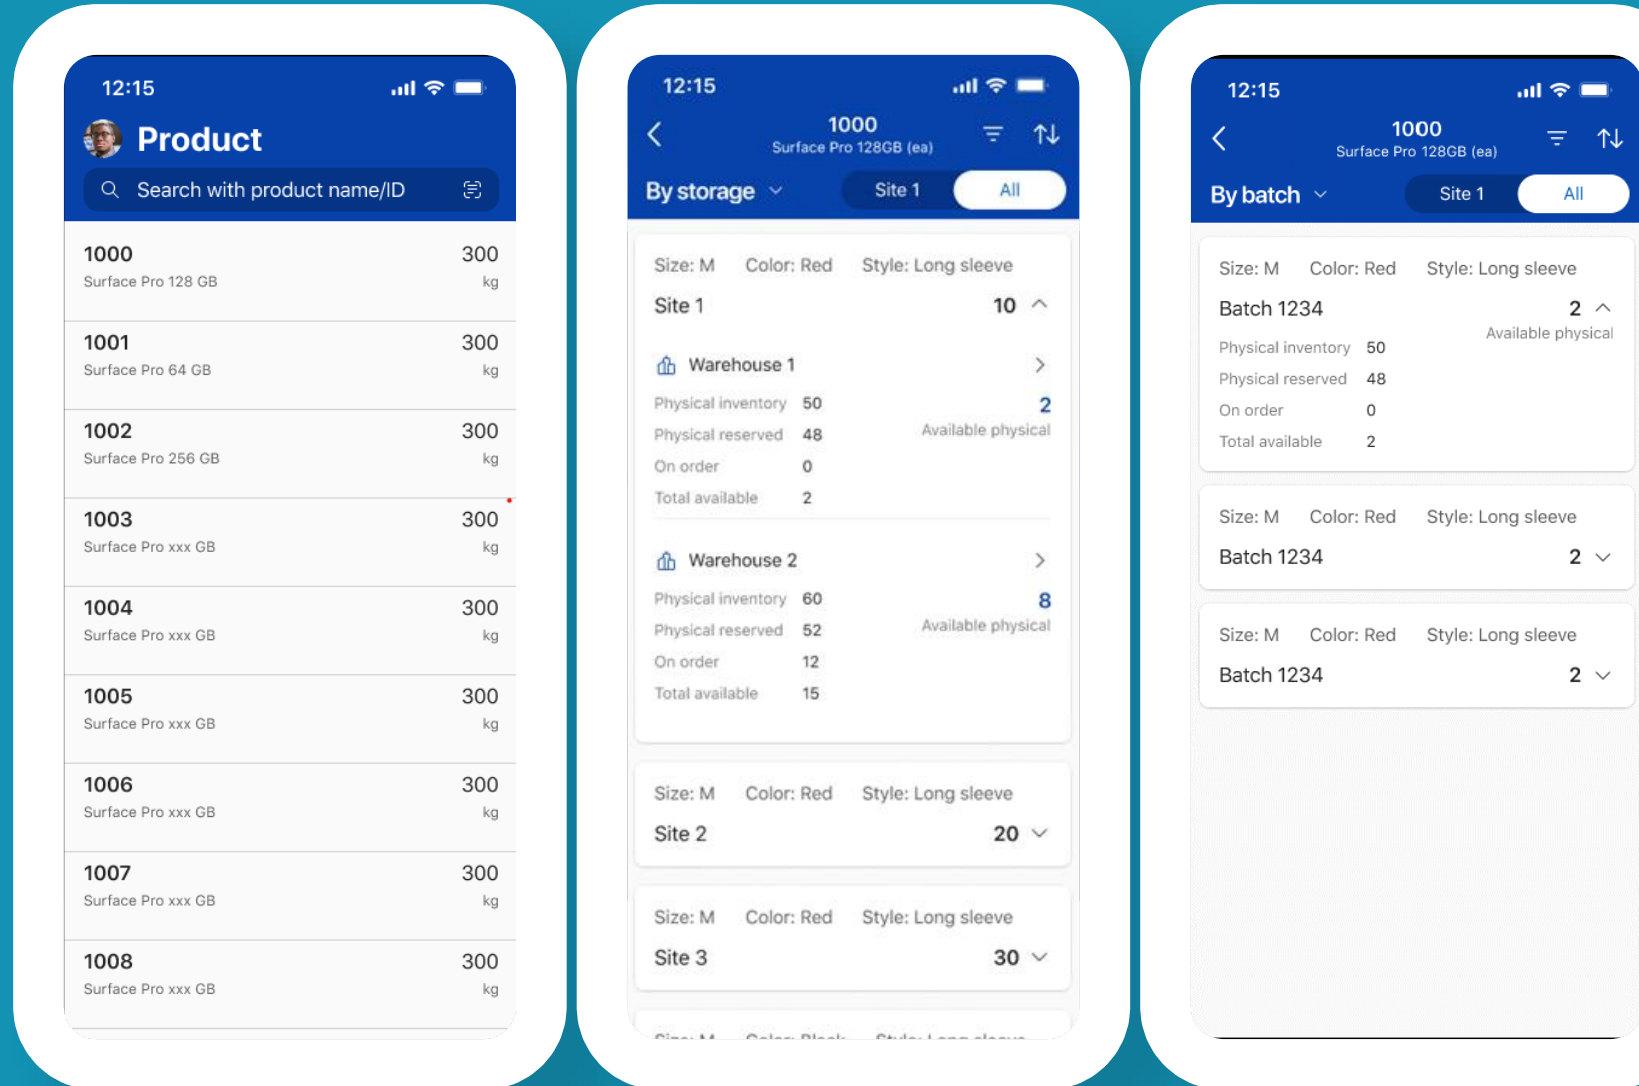 12:15
Product
Search with product name/ID
1000 300
Surface Pro 128 GB kg
1001 300
Surface Pro 64 GB kg
1002 300
Surface Pro 256 GB kg
1003 300
Surface Pro xxx GB kg
1004 300
Surface Pro xxx GB kg
1005 300
Surface Pro xxx GB kg
1006 300
Surface Pro xxx GB kg
1007 300
Surface Pro xxx GB kg
1008 300
Surface Pro xxx GB kg
12:15
1000
Surface Pro 128GB (ea)
By storage Site 1 All
Size: M Color: Red Style: Long sleeve
Site 1 10
Warehouse 1
Physical inventory 50 2
Physical reserved 48 Available physical
On order 0
Total available 2
Warehouse 2
Physical inventory 60 8
Physical reserved 52 Available physical
On order 12
Total available 15
Size: M Color: Red Style: Long sleeve
Site 2 20
Size: M Color: Red Style: Long sleeve
Site 3 30
Size: M Color: Black Style: Long sleeve
12:15
1000
Surface Pro 128GB (ea)
By batch Site 1 All
Size: M Color: Red Style: Long sleeve
Batch 1234 2
Available physical
Physical inventory 50
Physical reserved 48
On order 0
Total available 2
Size: M Color: Red Style: Long sleeve
Batch 1234 2
Size: M Color: Red Style: Long sleeve
Batch 1234 2